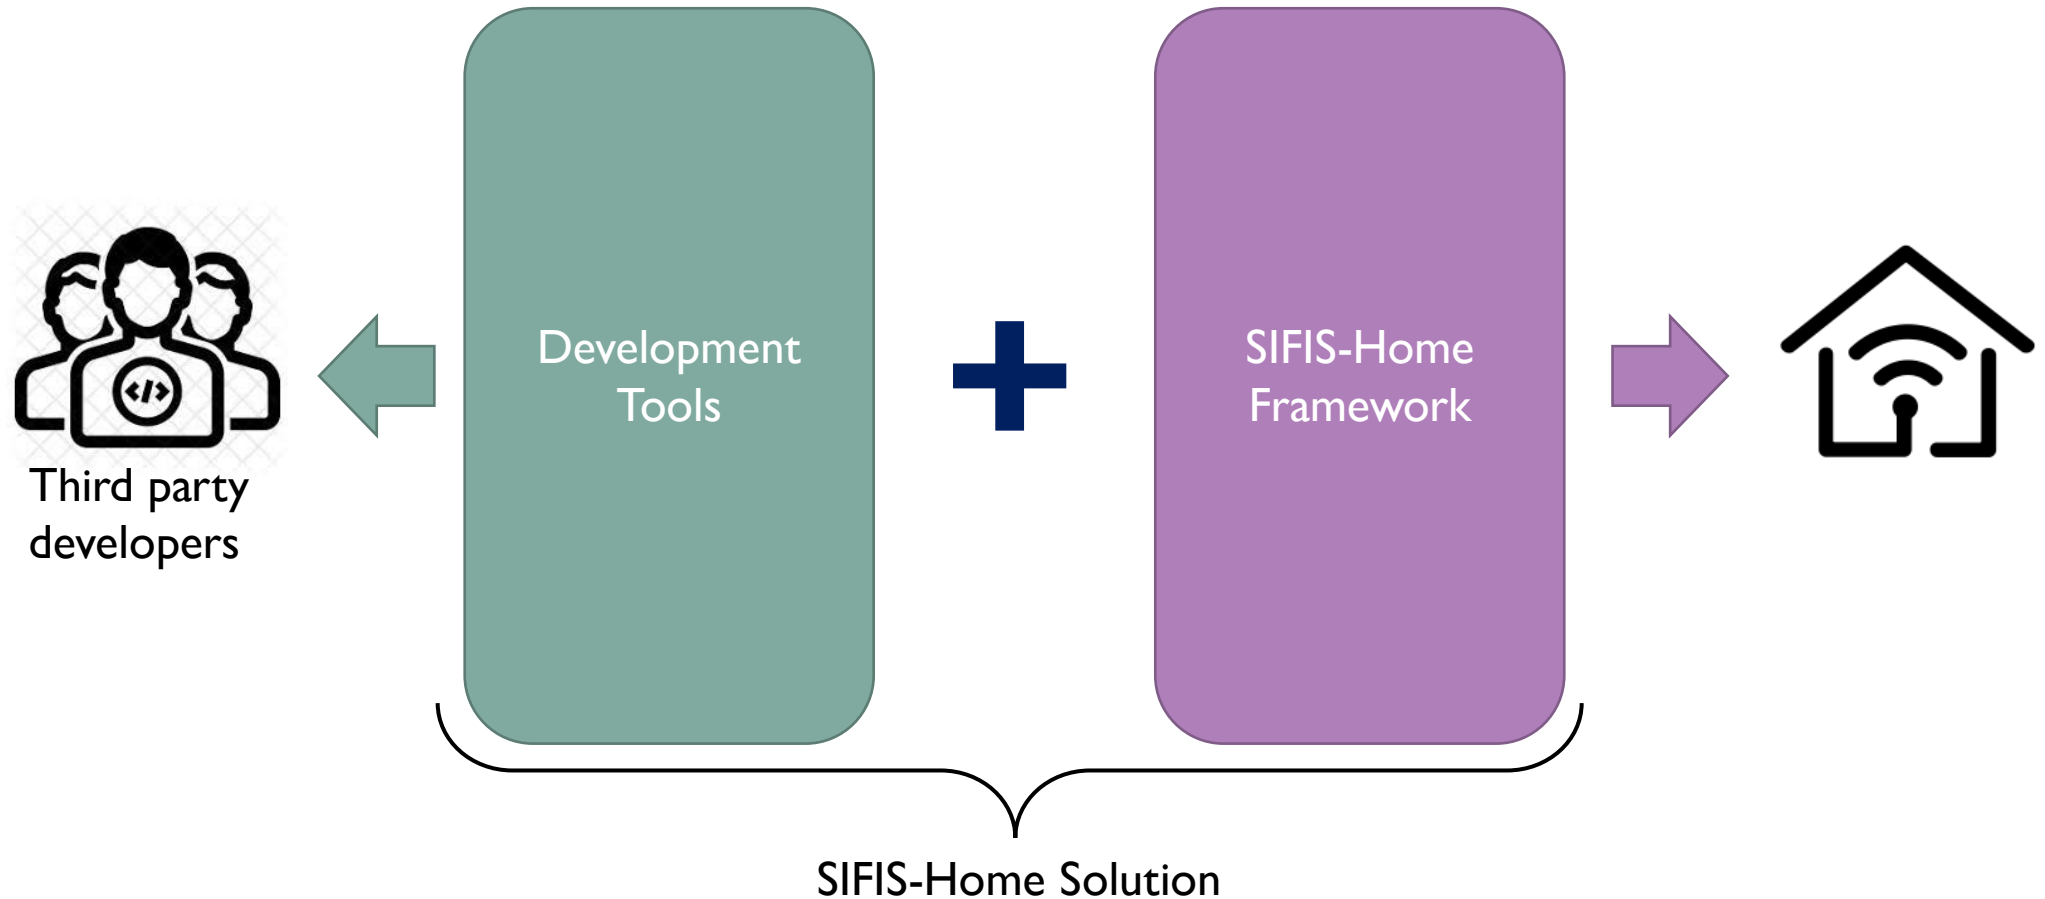 Development
Tools
SIFIS-Home
Framework
</>
Third party
developers
SIFIS-Home Solution